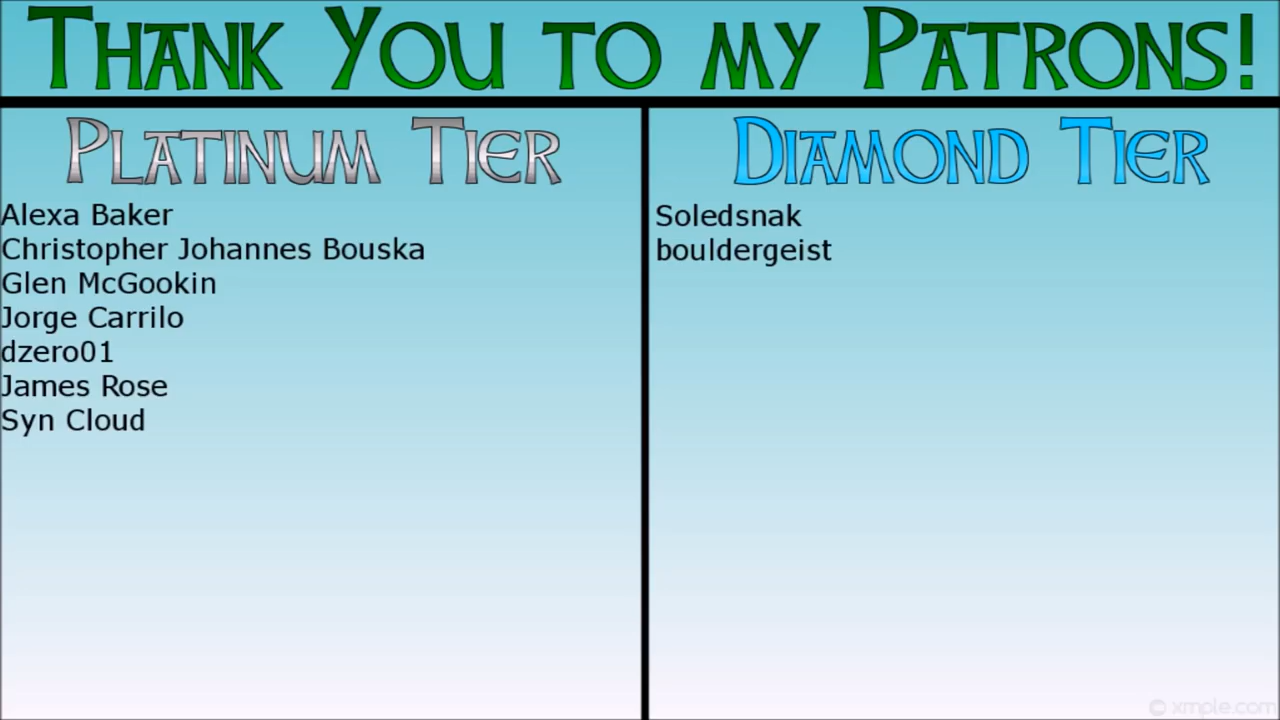 Thank You to my Patrons!
Platinum Tier
Alexa Baker
Christopher Johannes Bouska
Glen McGookin
Jorge Carrilo
dzero01
James Rose
Syn Cloud
Diamond Tier
Soledsnak
bouldergeist
© xmple.com